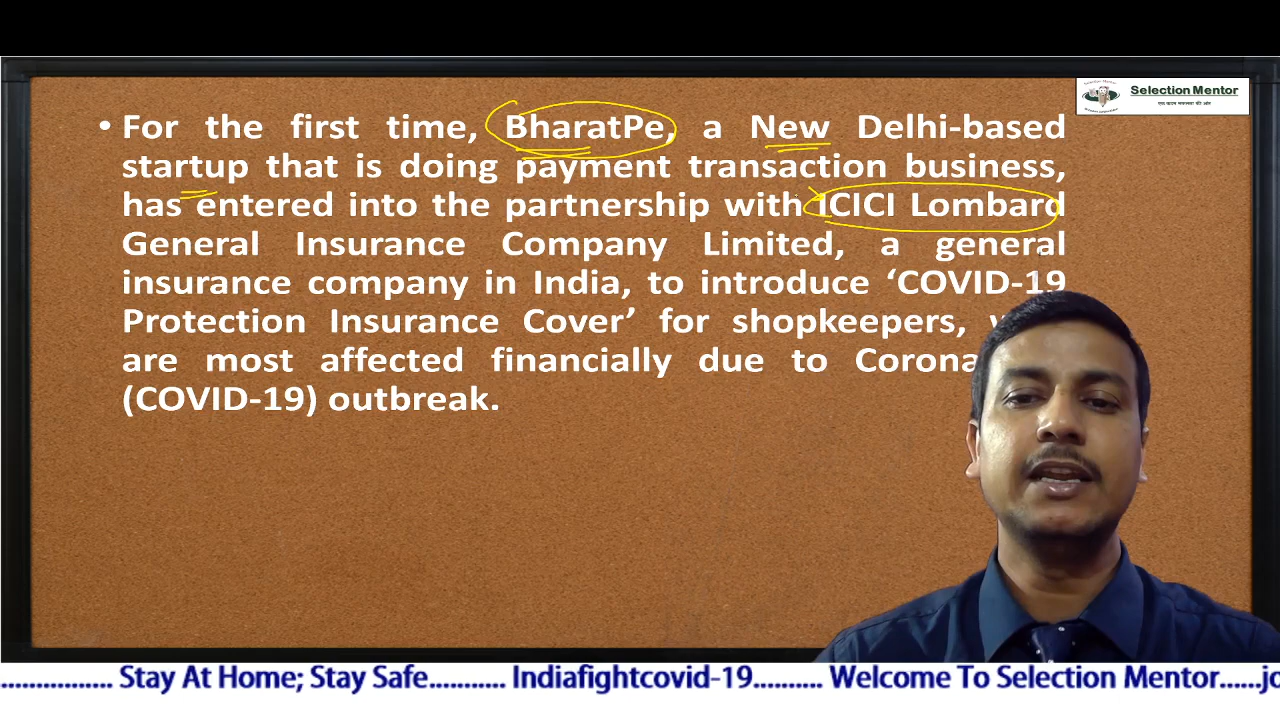 Selection Mentor
• For the first time, BharatPe, a New Delhi-based
startup that is doing payment transaction business,
has entered into the partnership with ICICI Lombard
General Insurance Company Limited, a general
insurance company in India, to introduce ‘COVID-19
Protection Insurance Cover’ for shopkeepers,
are most affected financially due to Corona
(COVID-19) outbreak.
................. Stay At Home; Stay Safe........... Indiafightcovid-19.......... Welcome To Selection Mentor......jo